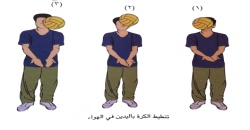 (١) (٢) (٣)
تنطيط الكرة باليدين في الهواء